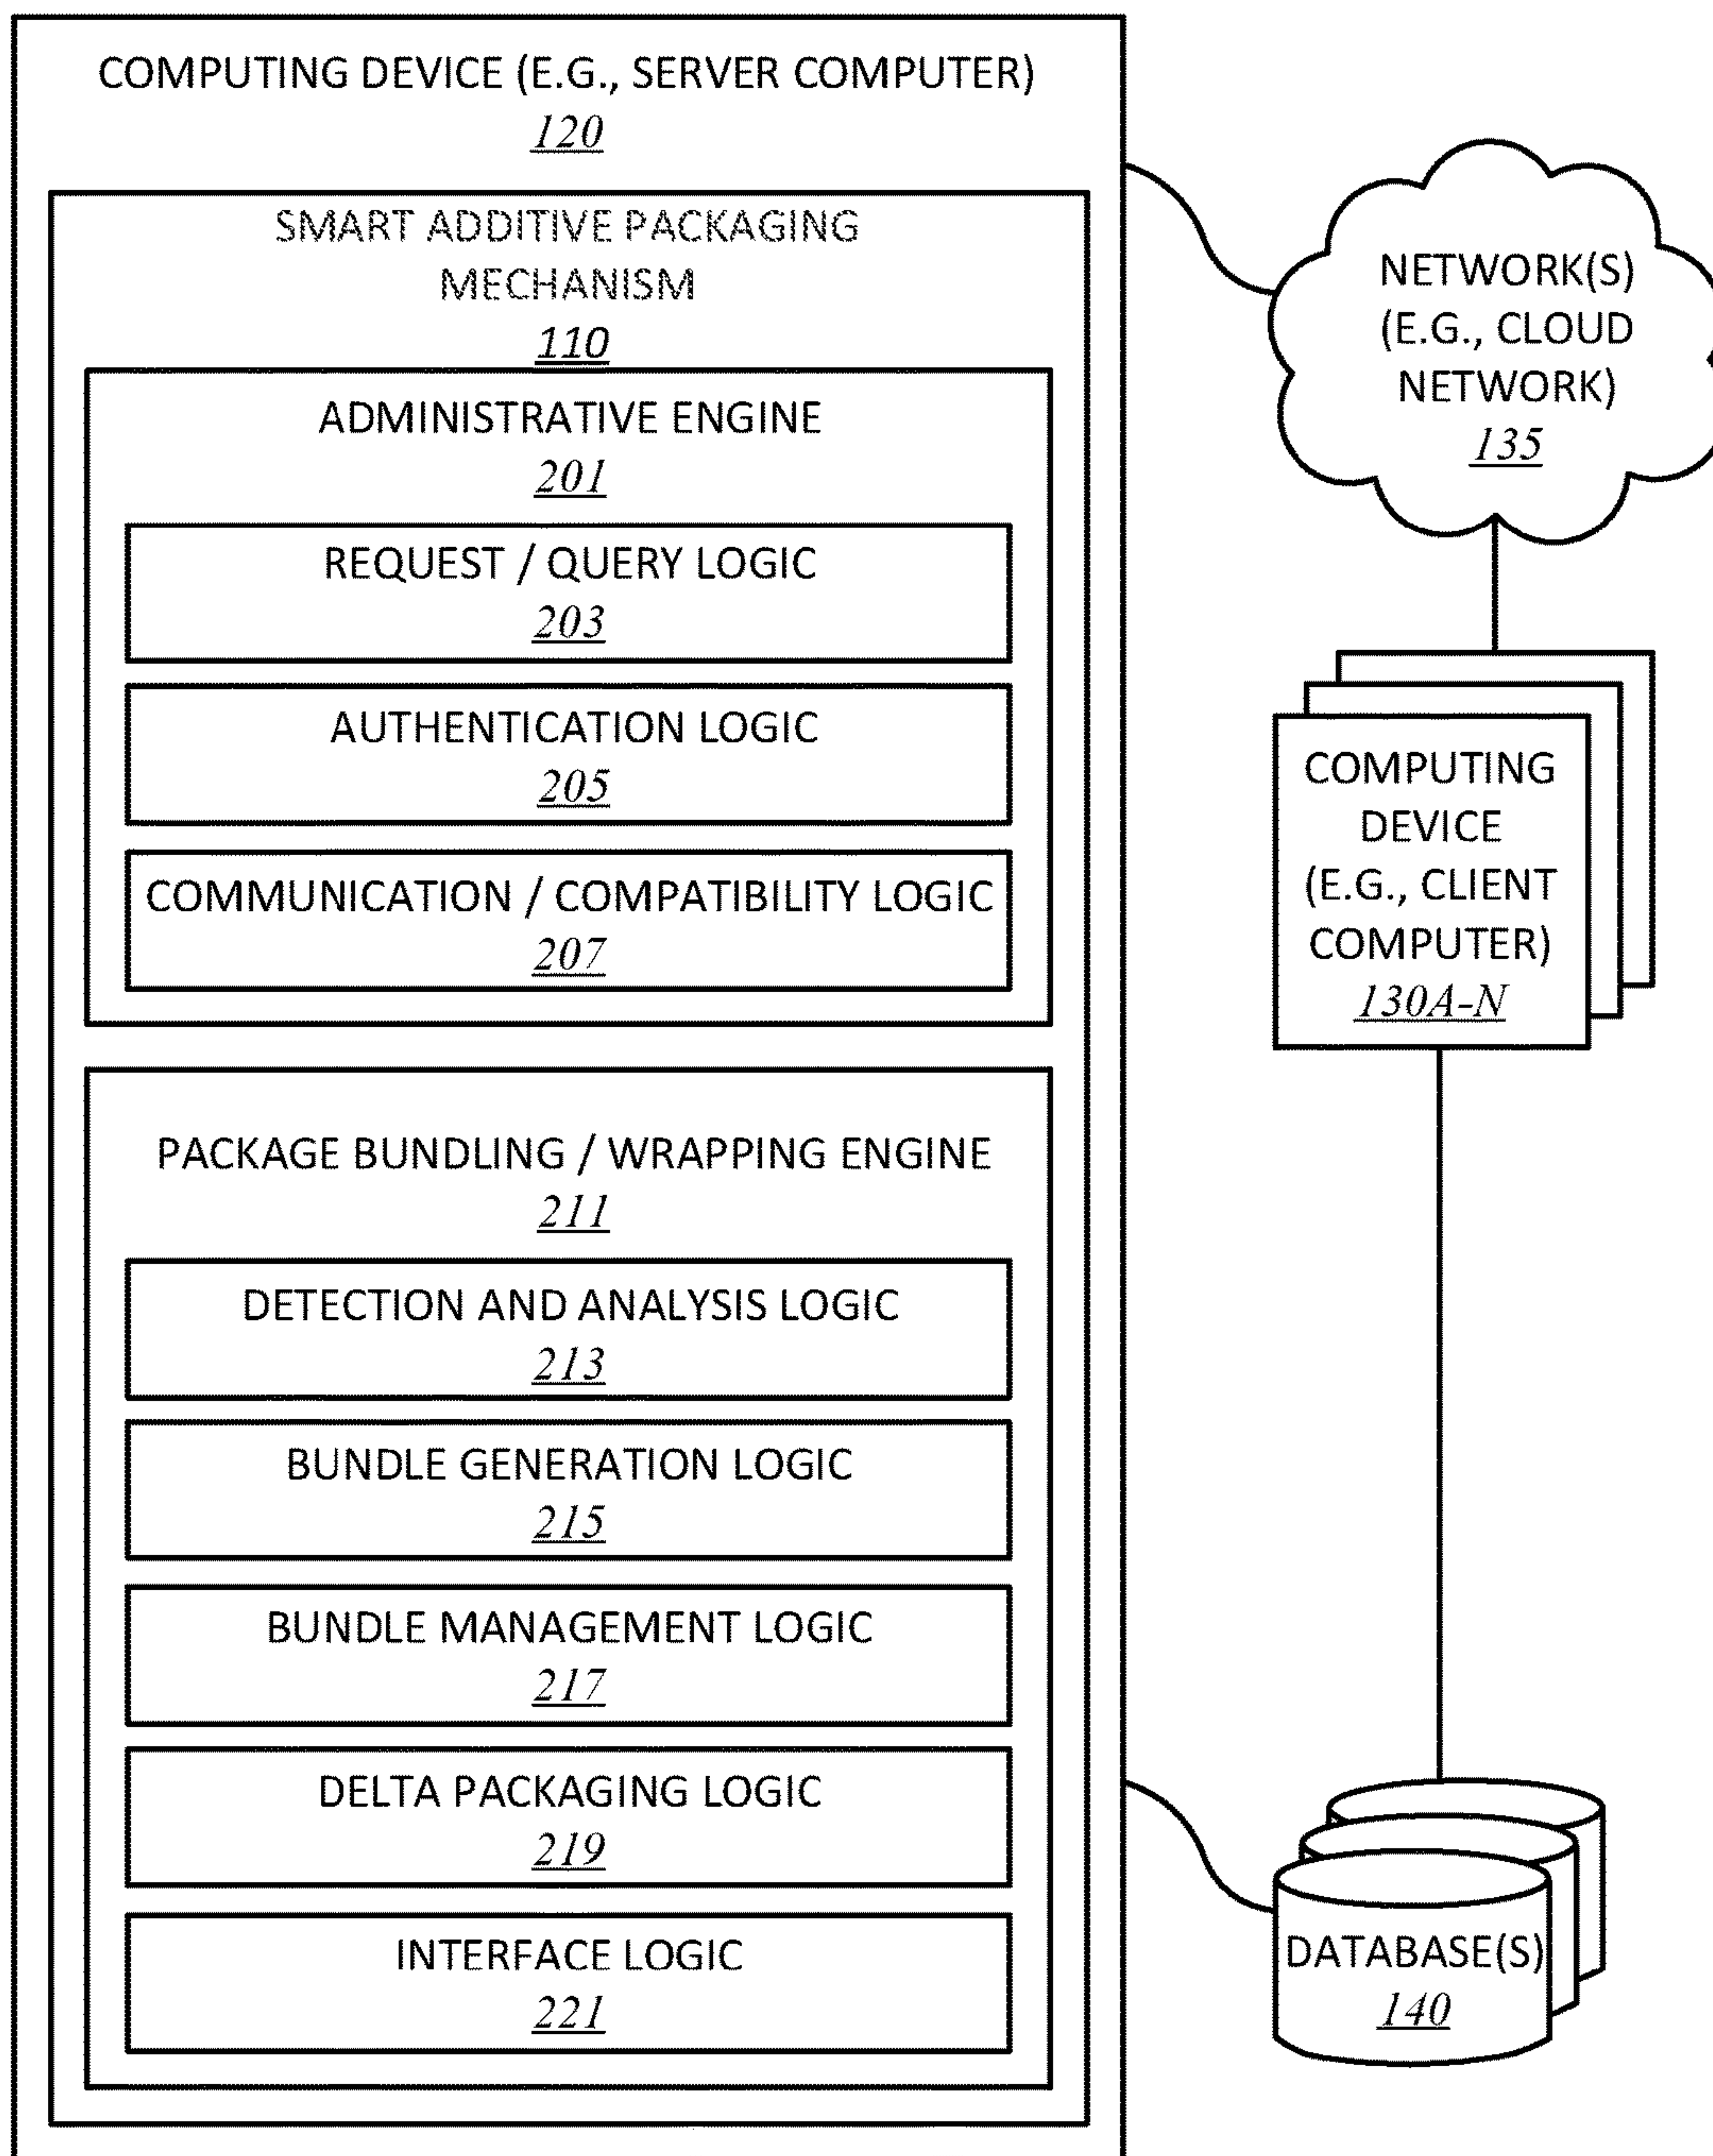 COMPUTING DEVICE (E.G., SERVER COMPUTER)
120
SMART ADDITIVE PACKAGING
MECHANISM
110
ADMINISTRATIVE ENGINE
201
REQUEST / QUERY LOGIC
203
AUTHENTICATION LOGIC
205
COMMUNICATION / COMPATIBILITY LOGIC
207
PACKAGE BUNDLING / WRAPPING ENGINE
211
DETECTION AND ANALYSIS LOGIC
213
BUNDLE GENERATION LOGIC
215
BUNDLE MANAGEMENT LOGIC
217
DELTA PACKAGING LOGIC
219
INTERFACE LOGIC
221
NETWORK(S)
(E.G., CLOUD
NETWORK)
135
COMPUTING
DEVICE
(E.G., CLIENT
COMPUTER)
130A-N
DATABASE(S)
140